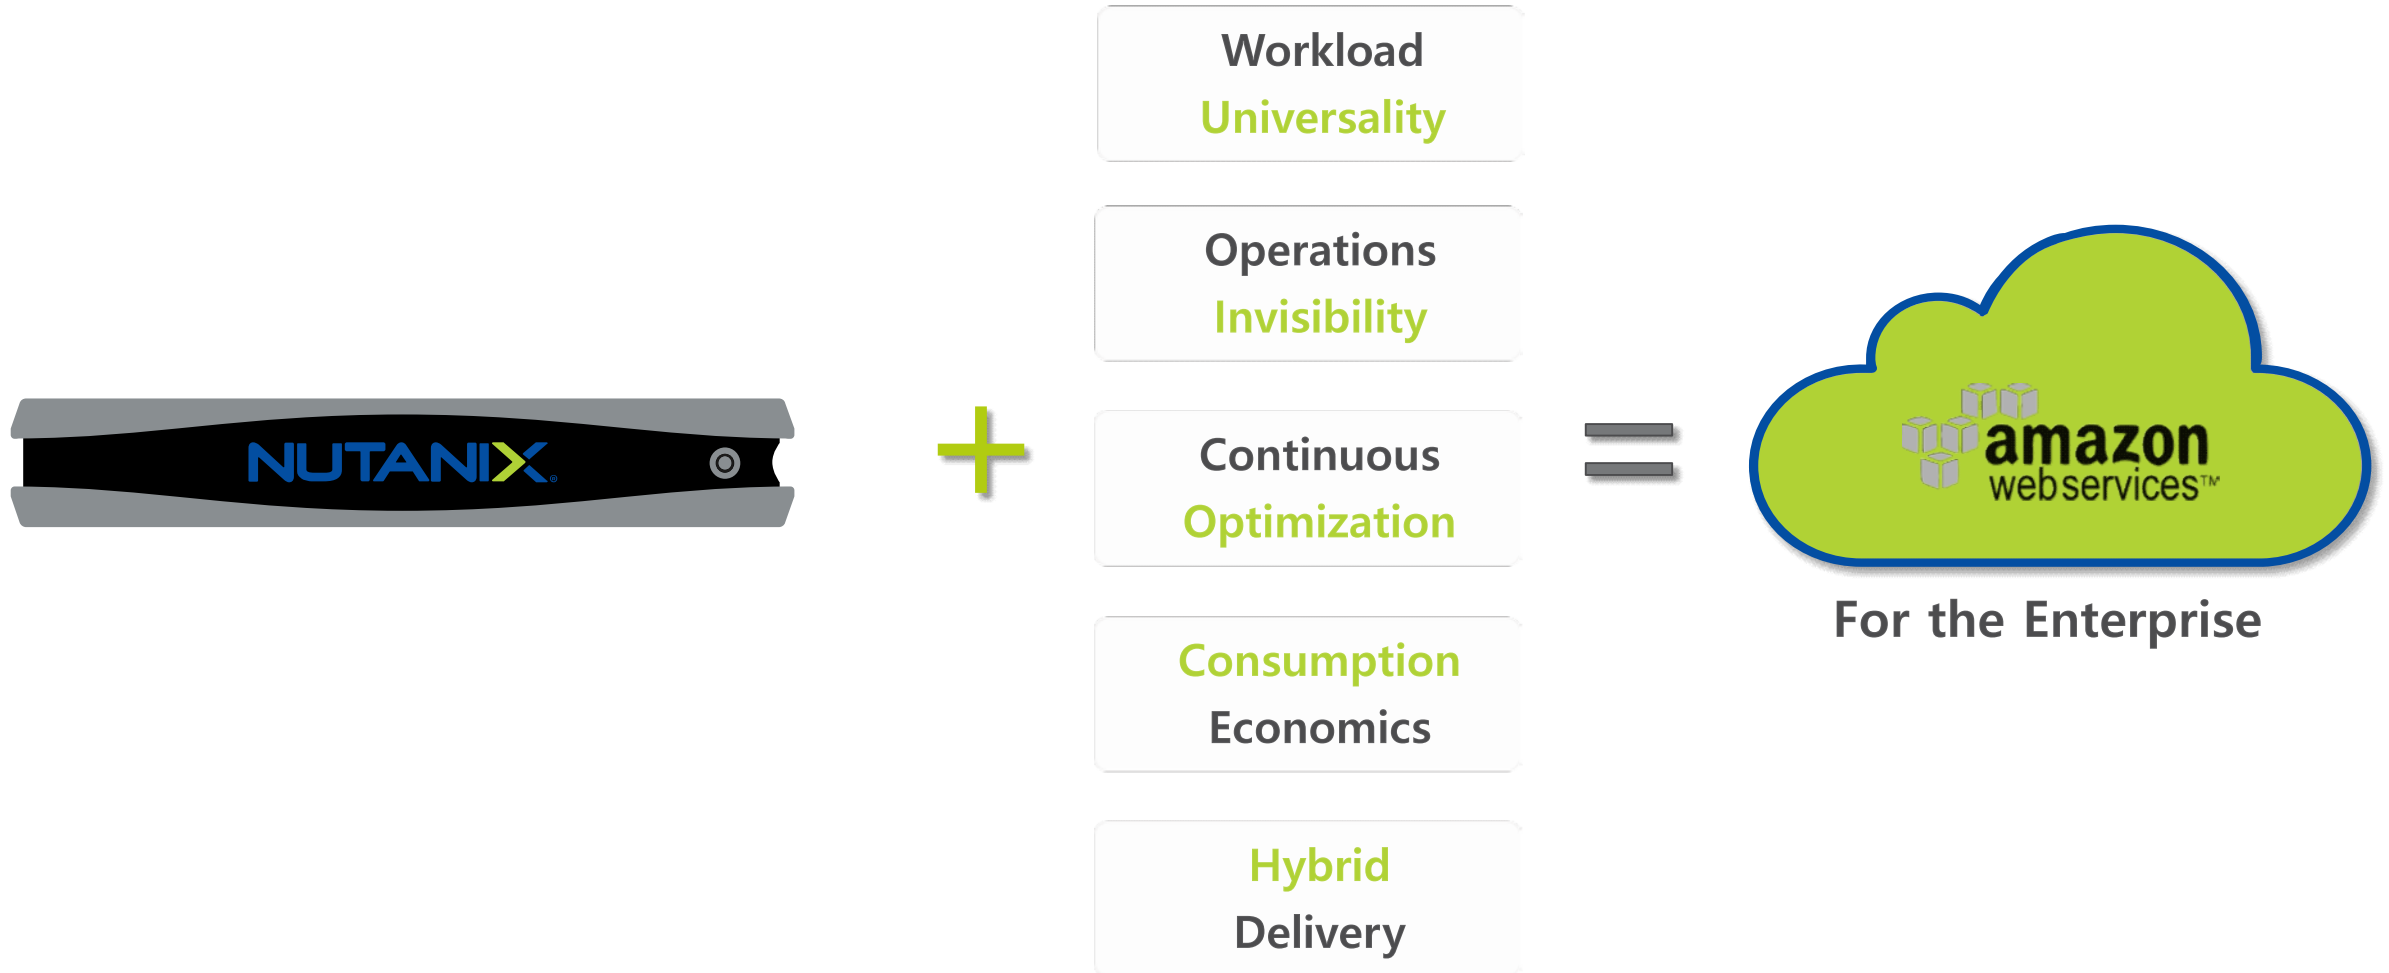 NUTANIX®
+
Workload
Universality
Operations
Invisibility
Continuous
Optimization
Consumption
Economics
Hybrid
Delivery
=
amazon
webservices™
For the Enterprise